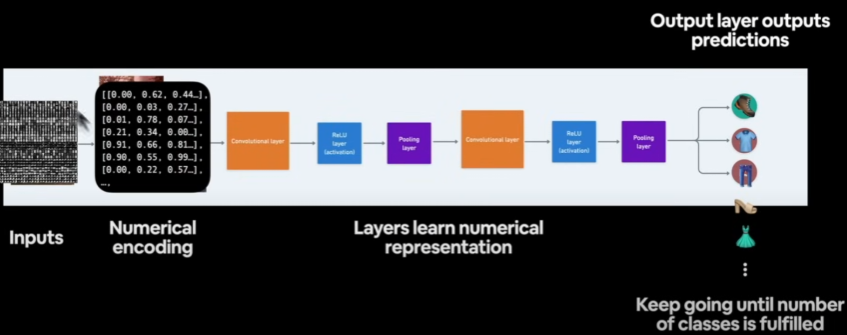 Output layer outputs
predictions
[[0.00, 0.62, 0.44…],
[0.00, 0.03, 0.27…],
[0.01, 0.78, 0.07…],
[0.21, 0.34, 0.00…],
[0.91, 0.66, 0.81…],
[0.90, 0.55, 0.99…],
[0.00, 0.22, 0.57…],
…,
Convolutional layer
ReLU
layer
(activation)
Pooling
layer
Convolutional layer
ReLU
layer
(activation)
Pooling
layer
Inputs
Numerical
encoding
Layers learn numerical
representation
Keep going until number
of classes is fulfilled